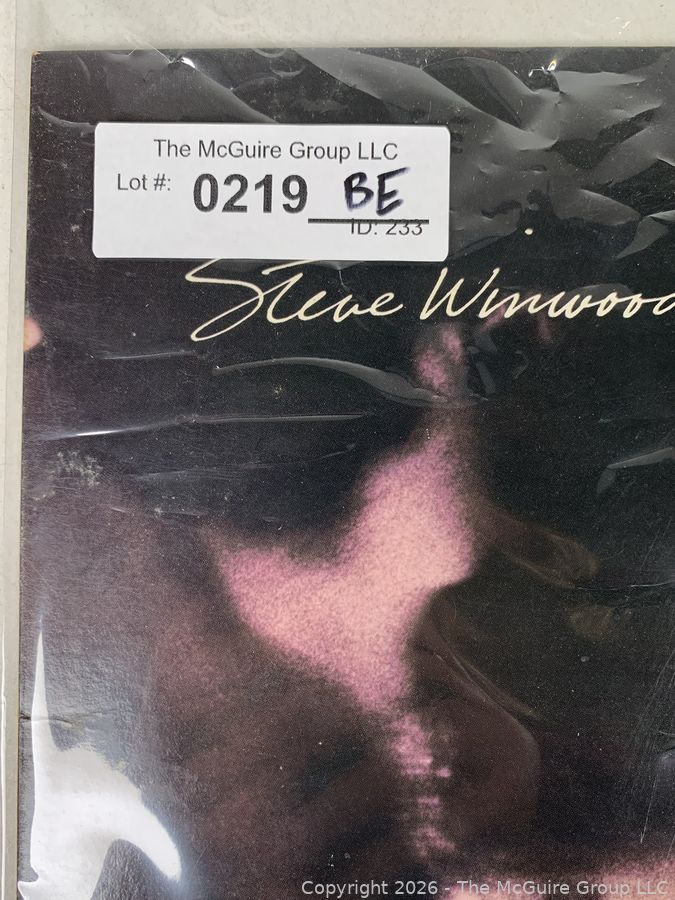 The McGuire Group LLC
Lot #: 0219 BE
ID: 233
Steve Winwood
Copyright 2026 - The McGuire Group LLC